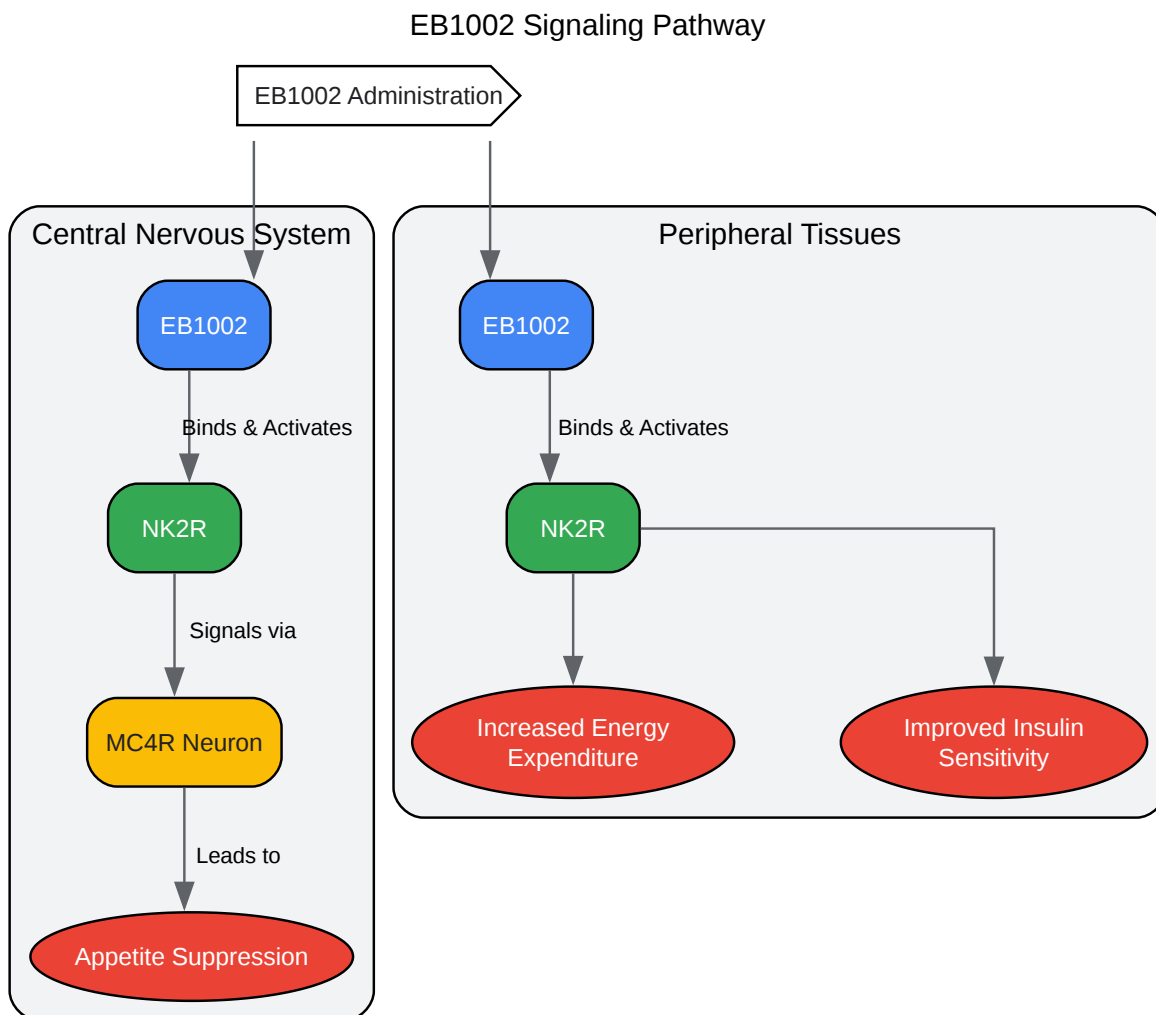 EB1002 Signaling Pathway
EB1002 Administration
Central Nervous System
EB1002
Binds & Activates
NK2R
Signals via
MC4R Neuron
Leads to
Appetite Suppression
Peripheral Tissues
EB1002
Binds & Activates
NK2R
Increased Energy
Expenditure
Improved Insulin
Sensitivity